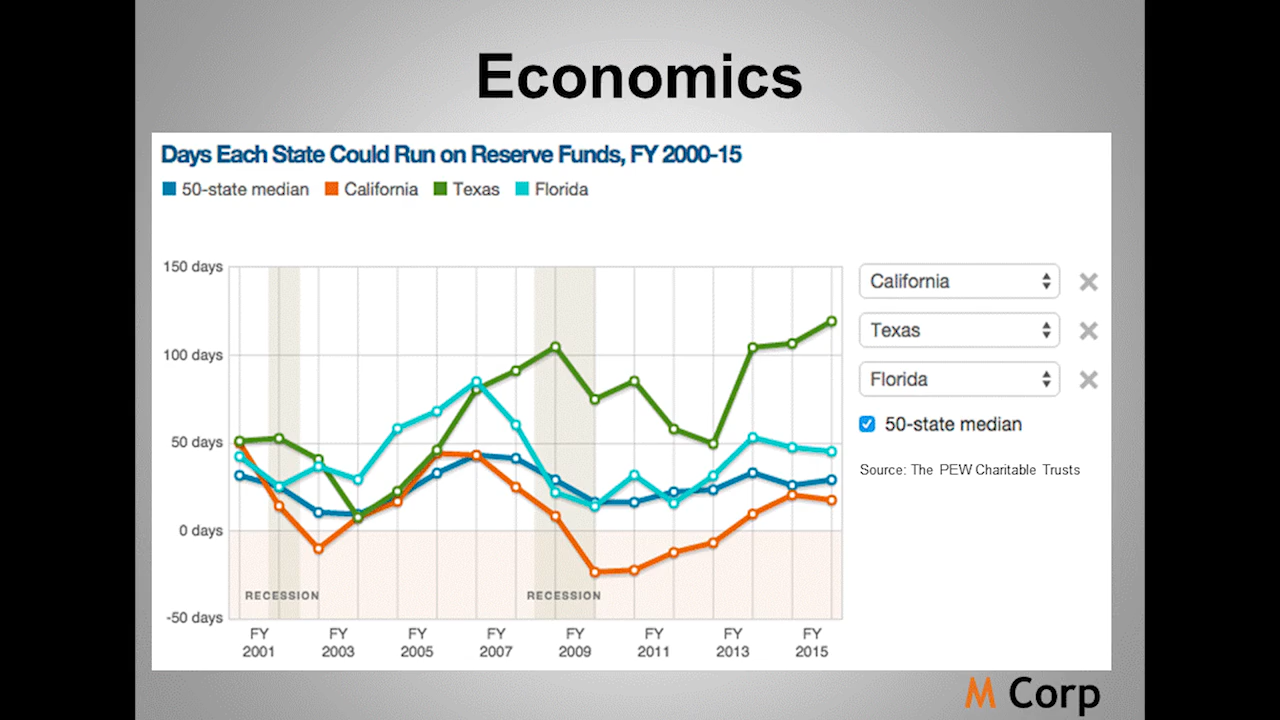 Economics
Days Each State Could Run on Reserve Funds, FY 2000-15
50-state median California Texas Florida
150 days
100 days
50 days
0 days
-50 days
RECESSION RECESSION
FY FY FY FY FY FY FY FY
2001 2003 2005 2007 2009 2011 2013 2015
California
Texas
Florida
50-state median
Source: The PEW Charitable Trusts
M Corp